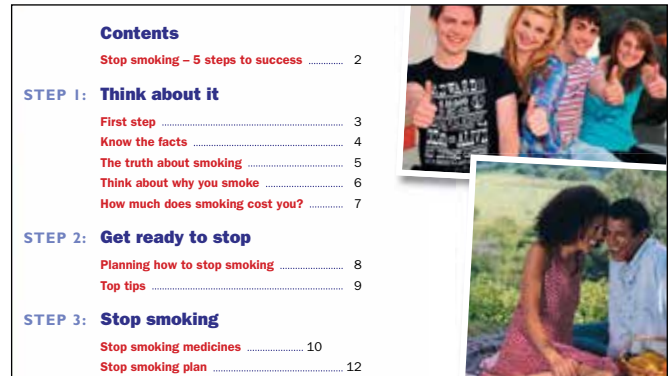 Contents
Stop smoking – 5 steps to success .............. 2
STEP 1: Think about it
First step .............. 3
Know the facts .............. 4
The truth about smoking .............. 5
Think about why you smoke .............. 6
How much does smoking cost you? .............. 7
STEP 2: Get ready to stop
Planning how to stop smoking .............. 8
Top tips .............. 9
STEP 3: Stop smoking
Stop smoking medicines .............. 10
Stop smoking plan .............. 12